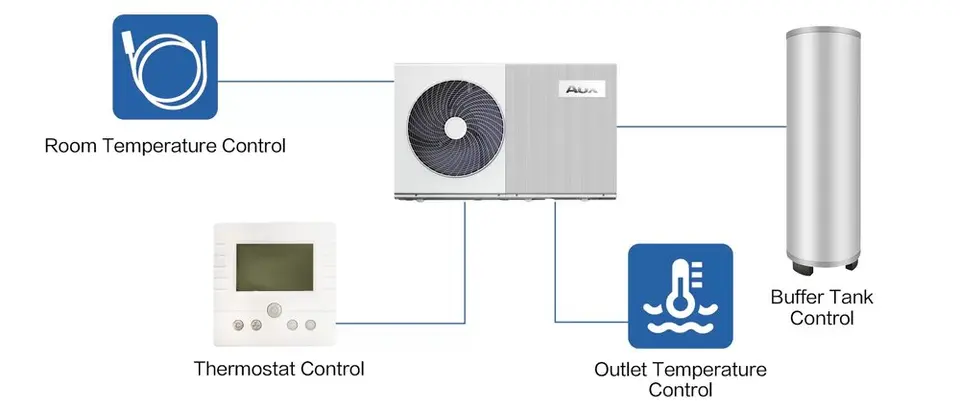 AUX
Room Temperature Control
Thermostat Control
Outlet Temperature
Control
Buffer Tank
Control